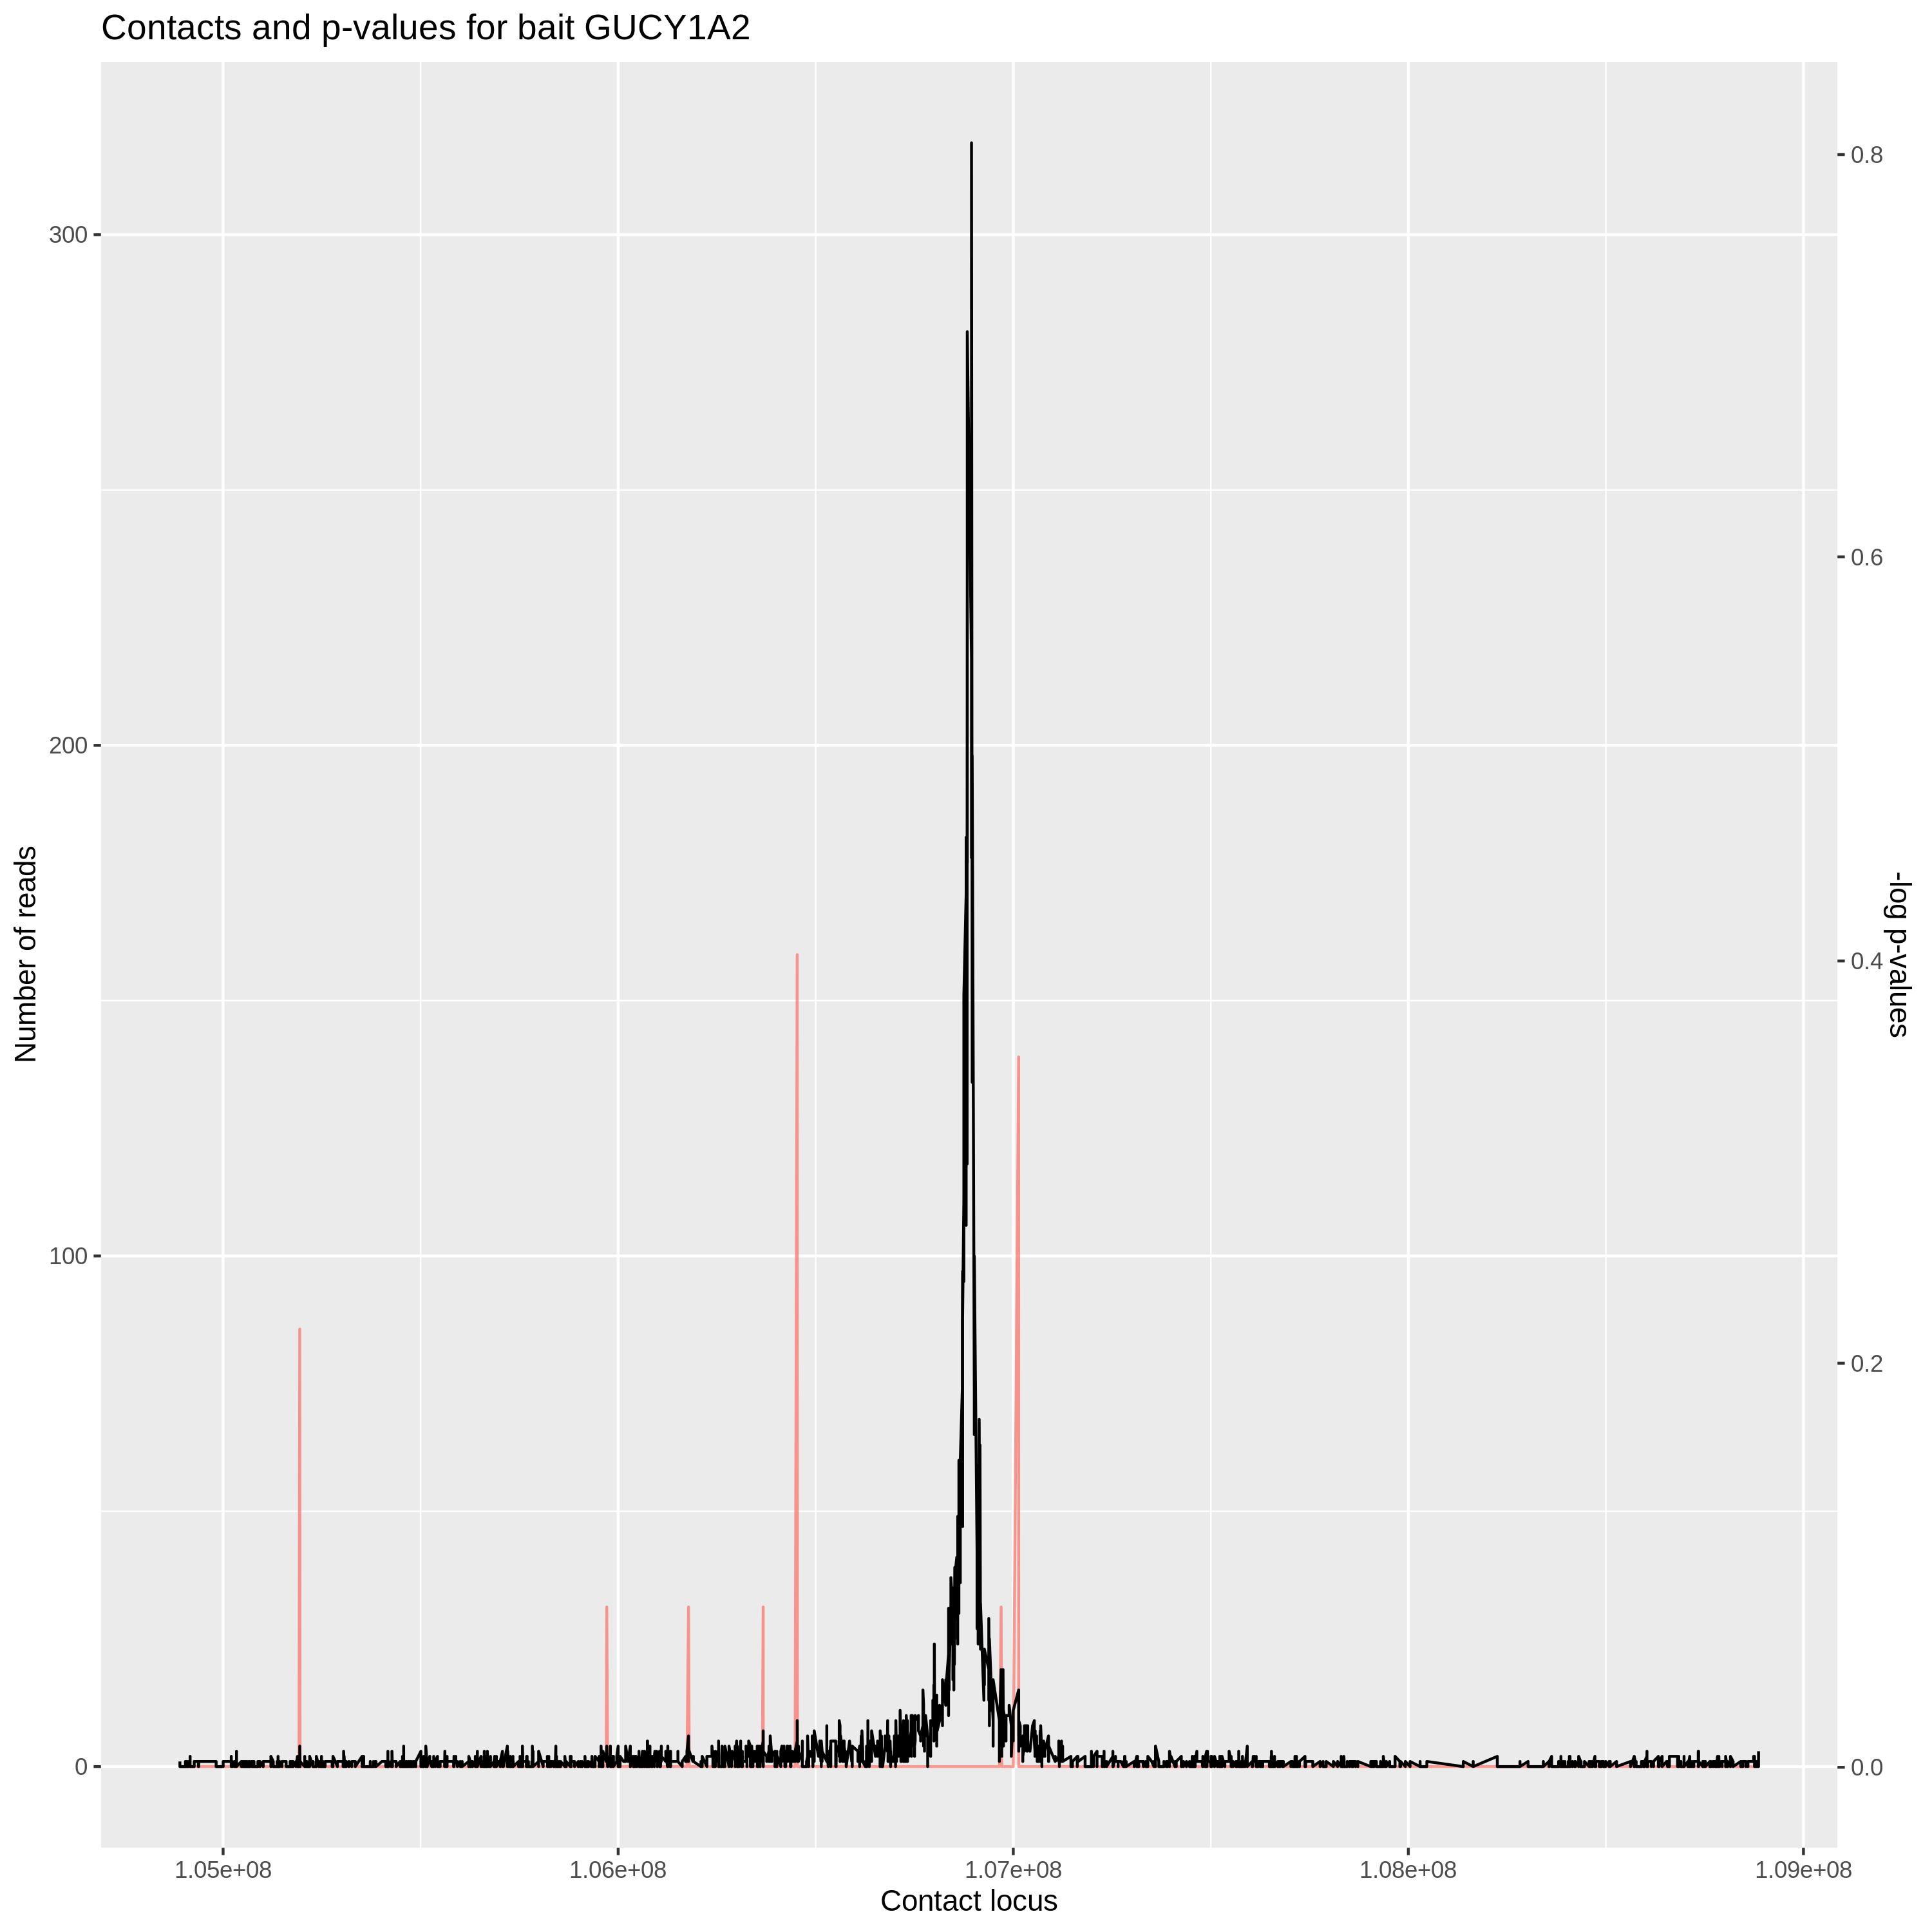 Contacts and p-values for bait GUCY1A2
300
200
100
0
Number of reads
0.8
0.6
0.4
0.2
0.0
-log p-values
1.05e+08 1.06e+08 1.07e+08 1.08e+08 1.09e+08
Contact locus